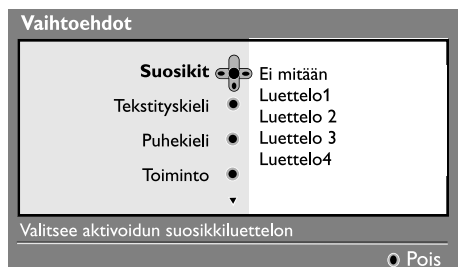 Vaihtoehdot
Suosikit
Tekstityskieli
Puhekieli
Toiminto
Ei mitään
Luettelo1
Luettelo 2
Luettelo 3
Luettelo4
Valitsee aktivoidun suosikkiluettelon
Pois